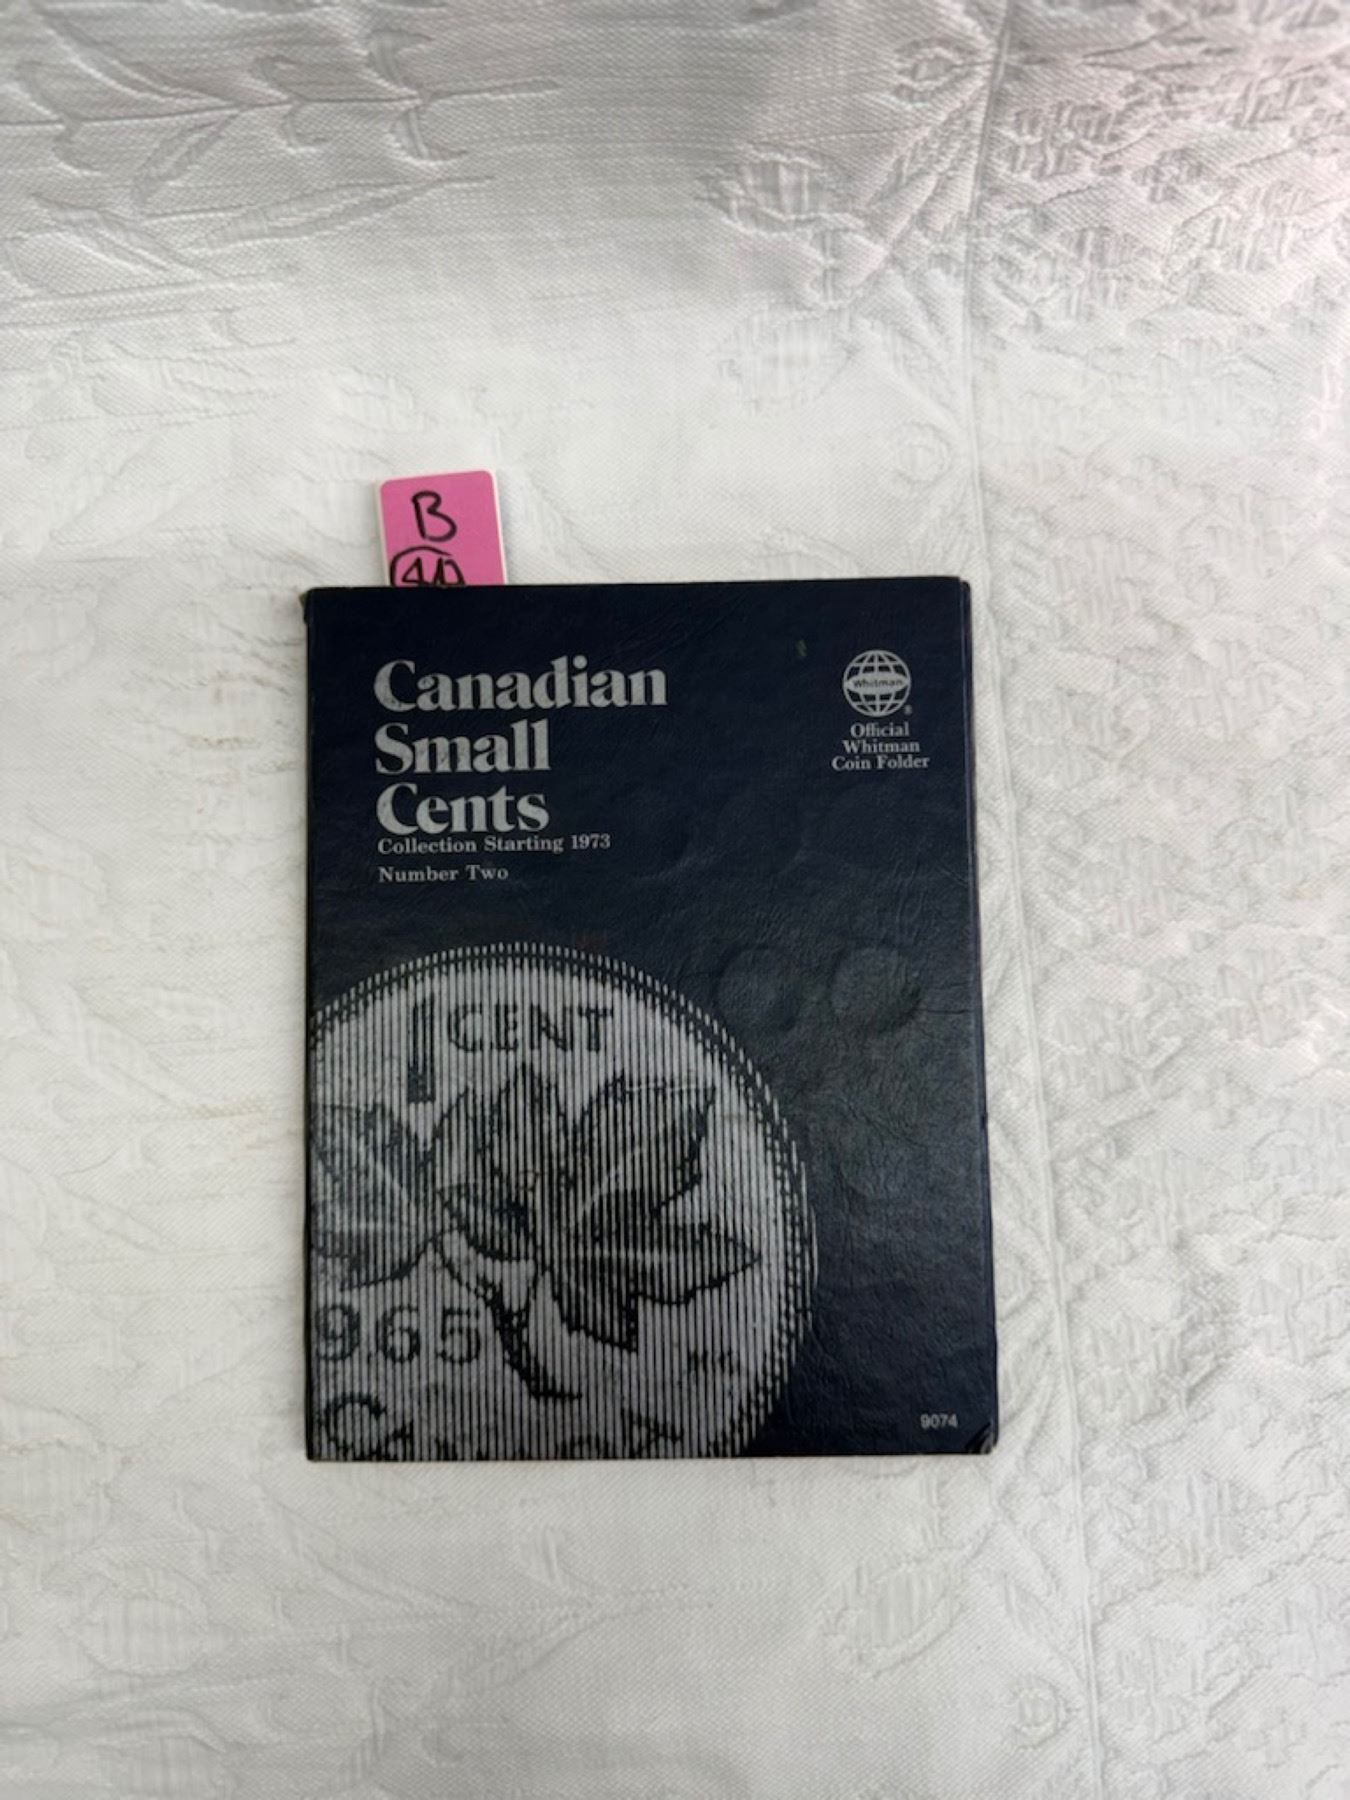 B
Canadian
Small
Cents
Collection Starting 1973
Number Two
Whitman
®
Official
Whitman
Coin Folder
1 CENT
965
9074